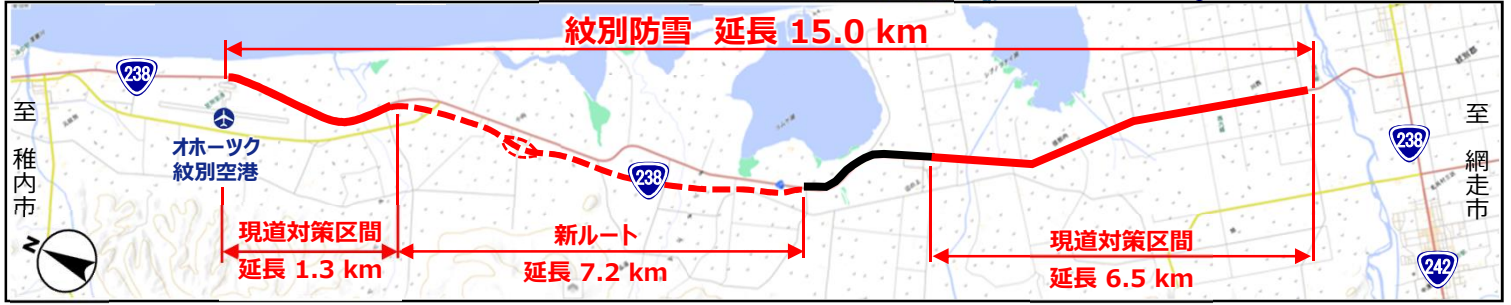 紋別防雪 延長 15.0 km
238
至 稚内市
オホーツク
紋別空港
238
238
至 網走市
242
現道対策区間
延長 1.3 km
新ルート
延長 7.2 km
現道対策区間
延長 6.5 km
N